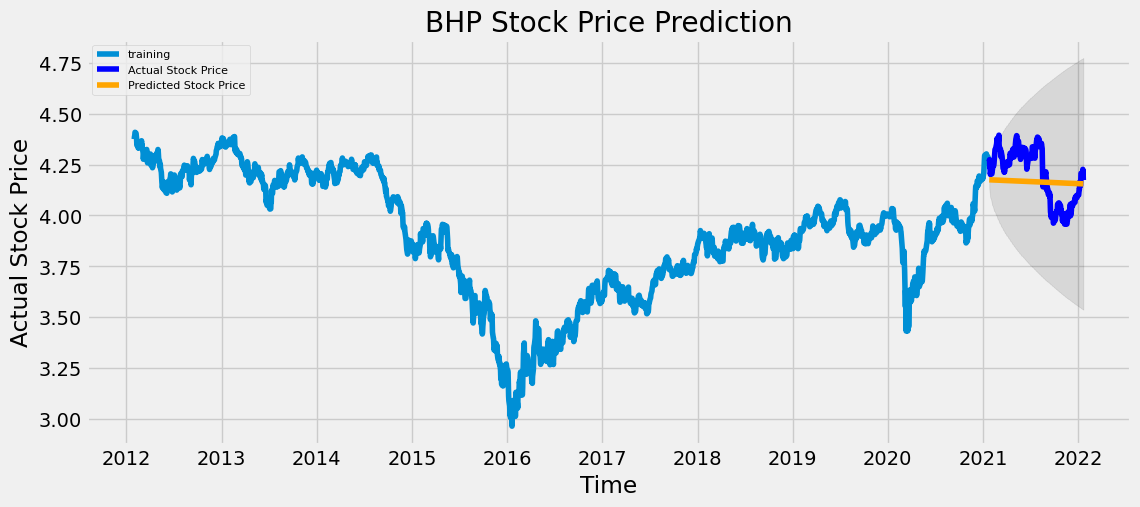 BHP Stock Price Prediction
training
Actual Stock Price
Predicted Stock Price
Actual Stock Price
4.75
4.50
4.25
4.00
3.75
3.50
3.25
3.00
2012 2013 2014 2015 2016 2017 2018 2019 2020 2021 2022
Time